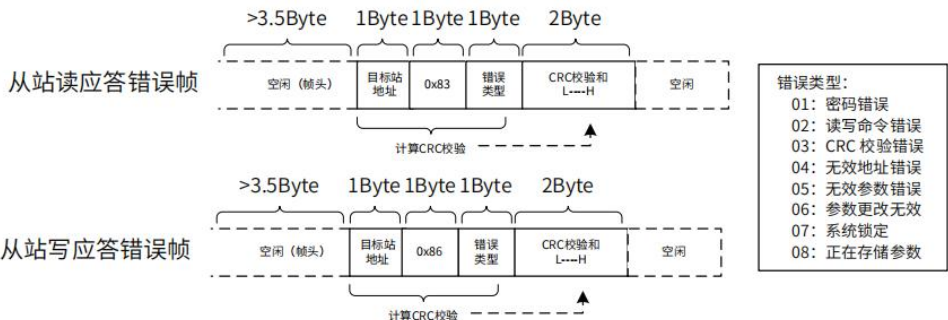 >3.5Byte 1Byte 1Byte 1Byte 2Byte
从站读应答错误帧
空闲（帧头）
目标站
地址
0x83
错误
类型
CRC校验和
L----H
空闲
计算CRC校验
>3.5Byte 1Byte 1Byte 1Byte 2Byte
从站写应答错误帧
空闲（帧头）
目标站
地址
0x86
错误
类型
CRC校验和
L----H
空闲
计算CRC校验
错误类型：
01：密码错误
02：读写命令错误
03：CRC 校验错误
04：无效地址错误
05：无效参数错误
06：参数更改无效
07：系统锁定
08：正在存储参数